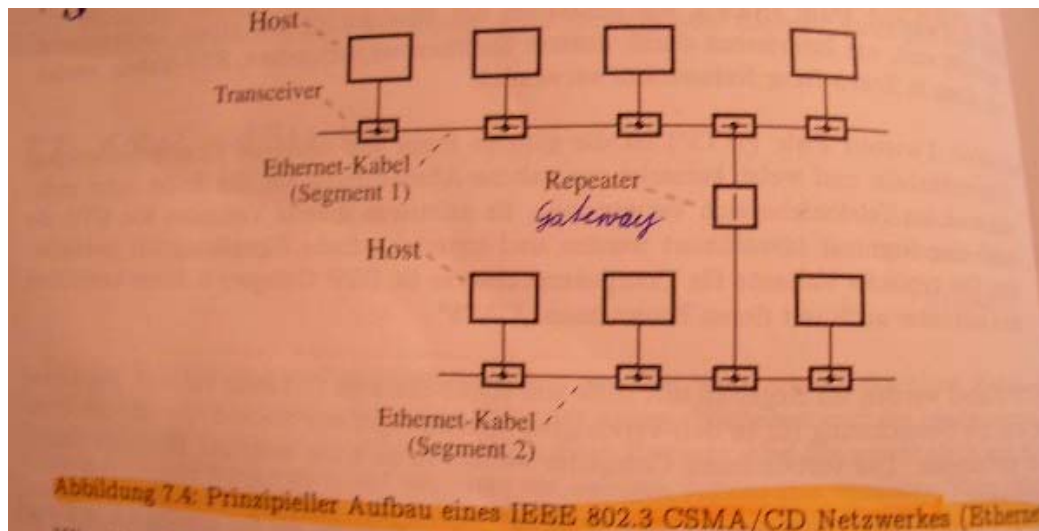 Host
Transceiver
Ethernet-Kabel
(Segment 1)
Repeater
Gateway
Host
Ethernet-Kabel
(Segment 2)
Abbildung 7.4: Prinzipieller Aufbau eines IEEE 802.3 CSMA/CD Netzwerkes